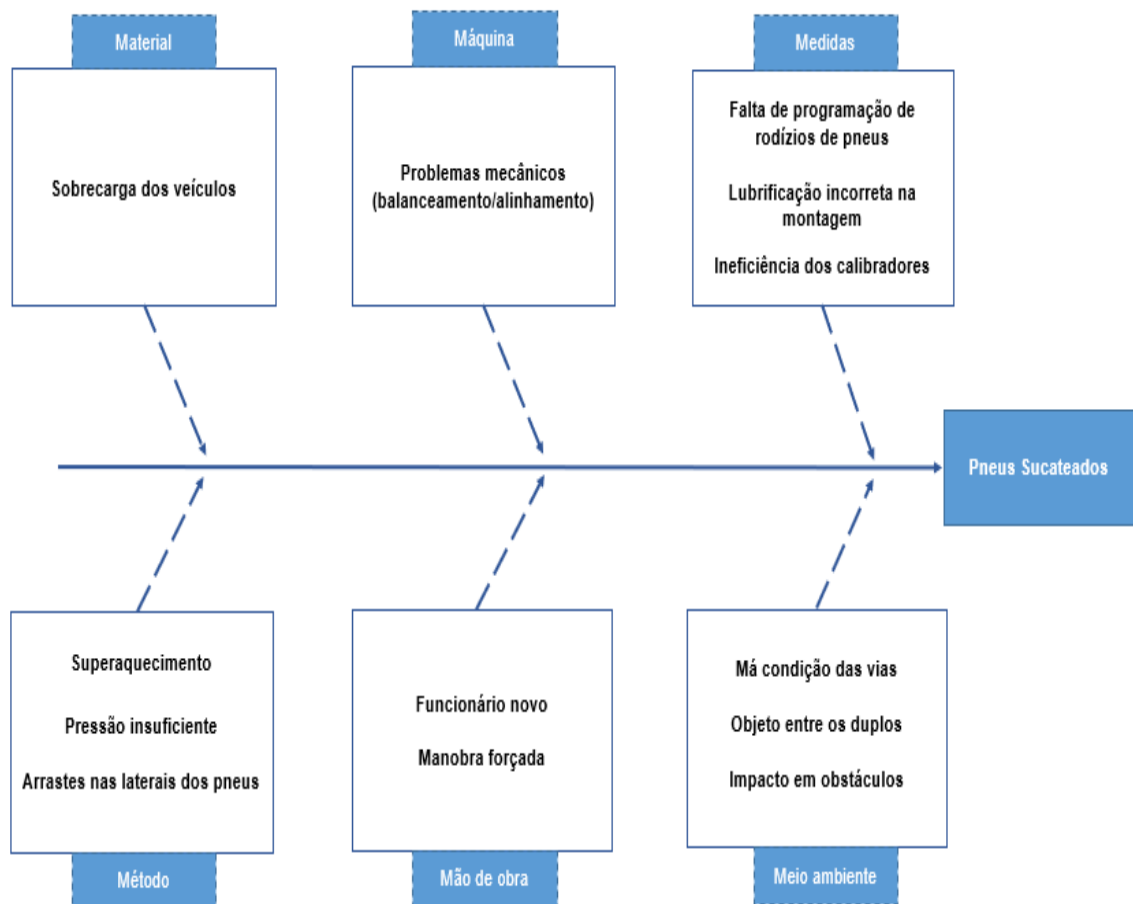 Material
Máquina
Medidas
Sobrecarga dos veículos
Problemas mecânicos
(balanceamento/alinhamento)
Falta de programação de
rodízios de pneus
Lubrificação incorreta na
montagem
Ineficiência dos calibradores
Pneus Sucateados
Superaquecimento
Pressão insuficiente
Arrastes nas laterais dos pneus
Funcionário novo
Manobra forçada
Má condição das vias
Objeto entre os duplos
Impacto em obstáculos
Método
Mão de obra
Meio ambiente